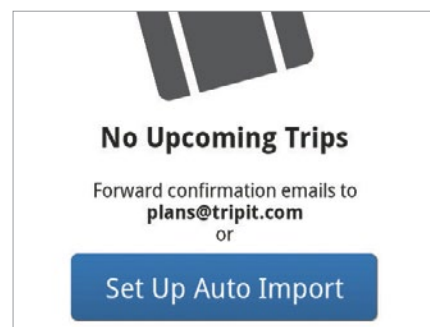 No Upcoming Trips
Forward confirmation emails to
plans@tripit.com
or
Set Up Auto Import